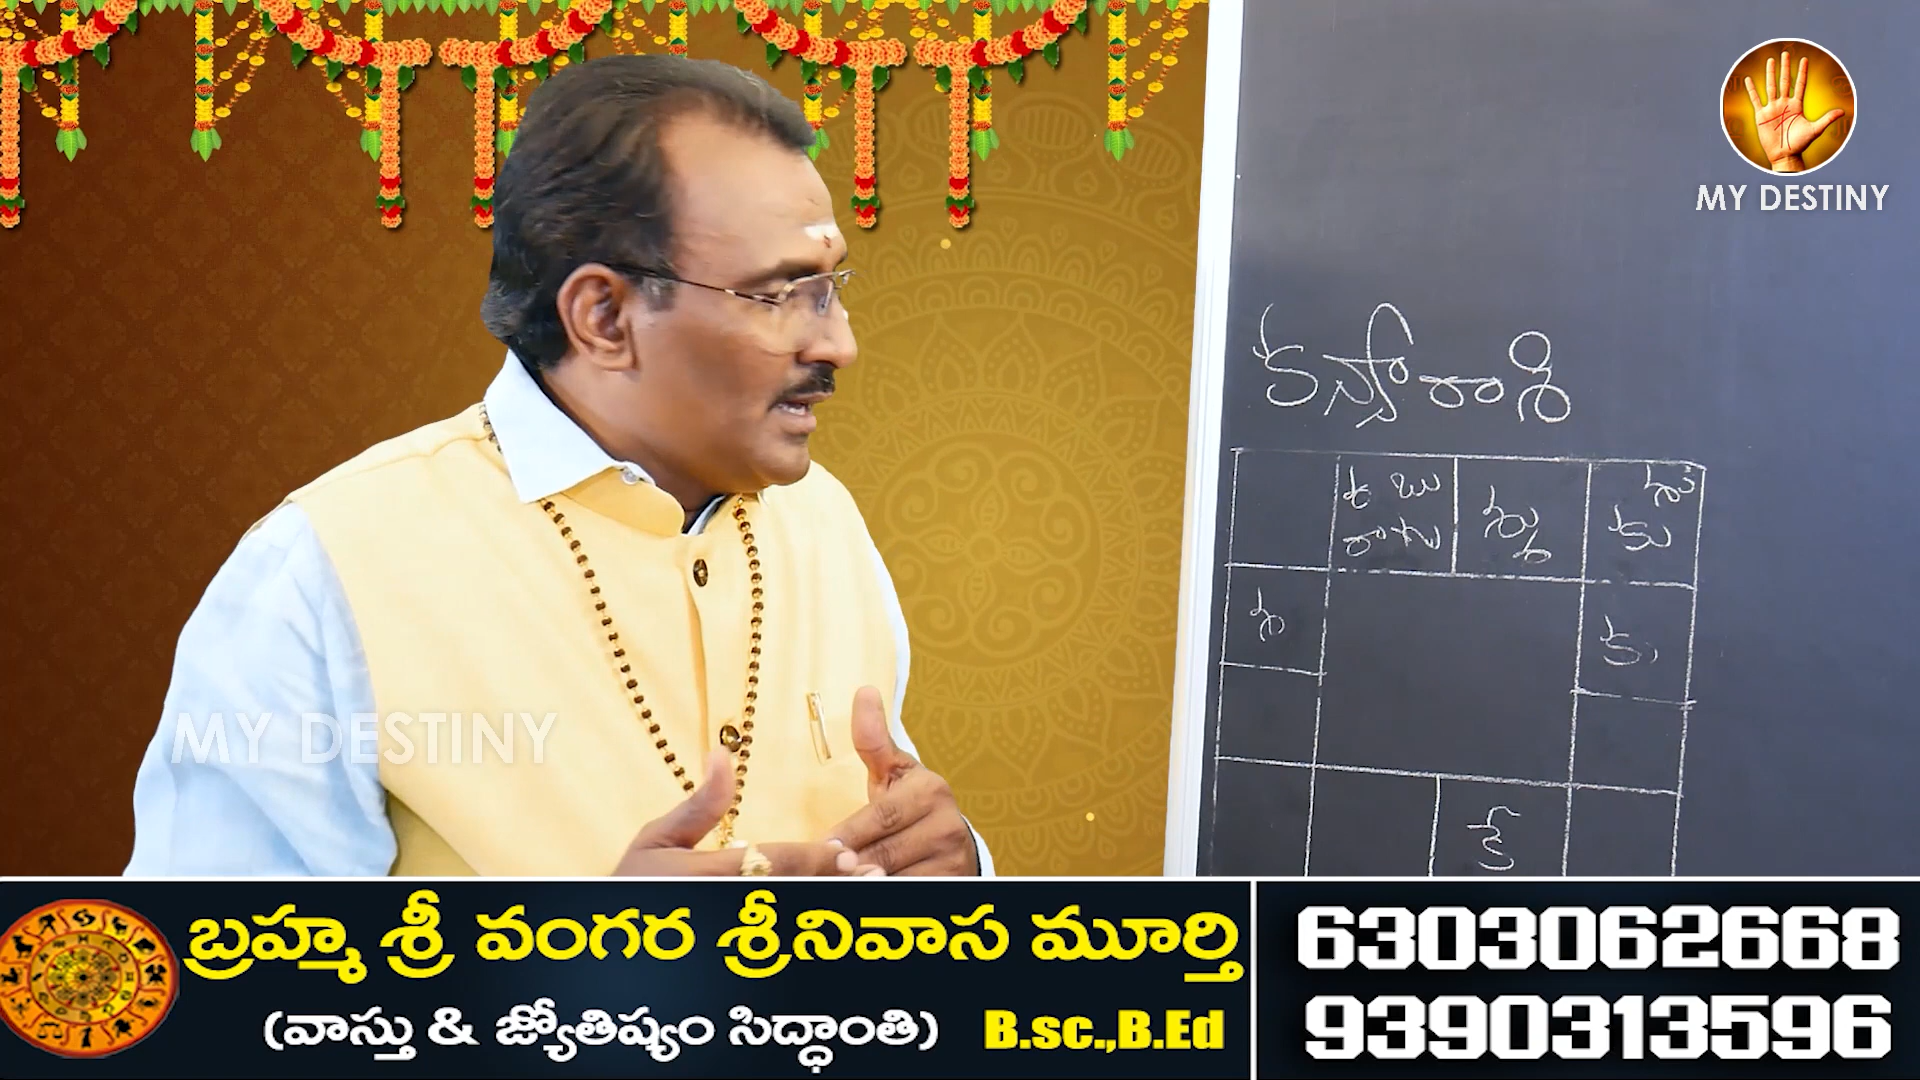 MY DESTINY
కన్యారాశి
శు
బు
రాహు
కు
శ
కు
కే
MY DESTINY
బ్రహ్మ శ్రీ వంగర శ్రీనివాస మూర్తి
(వాస్తు & జ్యోతిష్యం సిద్ధాంతి) B.sc.,B.Ed
6303062668
9390313596